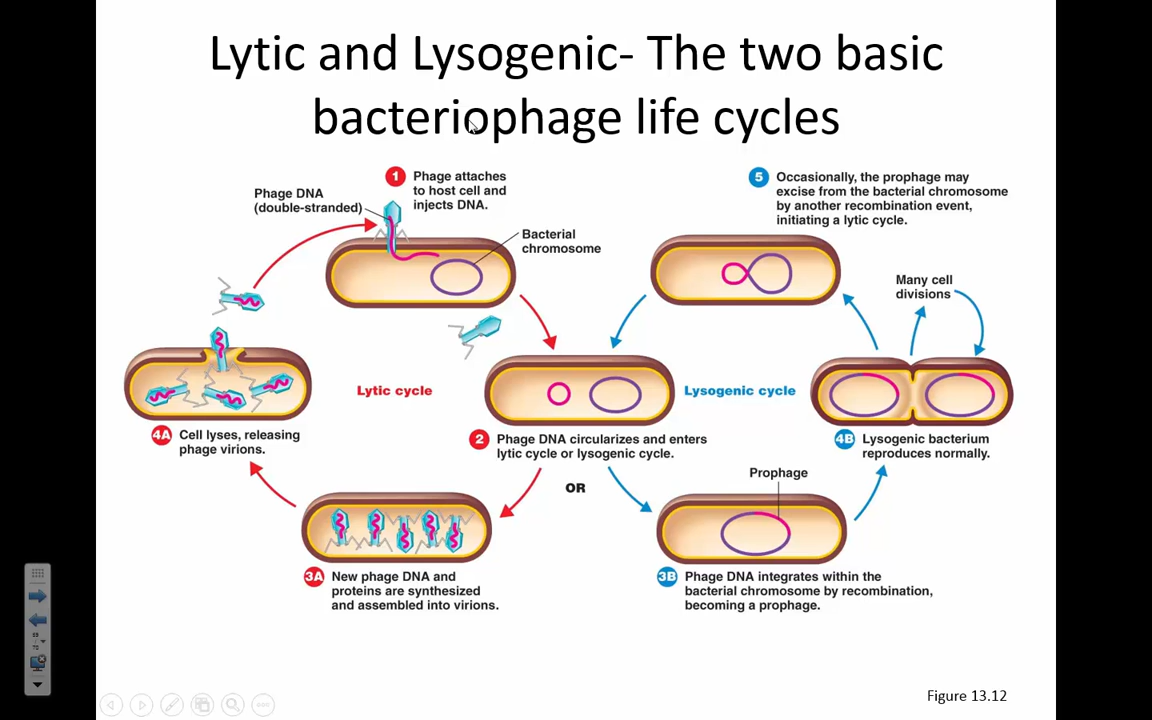 Lytic and Lysogenic- The two basic
bacteriophage life cycles
1 Phage attaches
to host cell and
injects DNA.
Phage DNA
(double-stranded)
Bacterial
chromosome
5 Occasionally, the prophage may
excise from the bacterial chromosome
by another recombination event,
initiating a lytic cycle.
Many cell
divisions
Lytic cycle
Lysogenic cycle
4A Cell lyses, releasing
phage virions.
2 Phage DNA circularizes and enters
lytic cycle or lysogenic cycle.
4B Lysogenic bacterium
reproduces normally.
OR
Prophage
3A New phage DNA and
proteins are synthesized
and assembled into virions.
3B Phage DNA integrates within the
bacterial chromosome by recombination,
becoming a prophage.
Figure 13.12